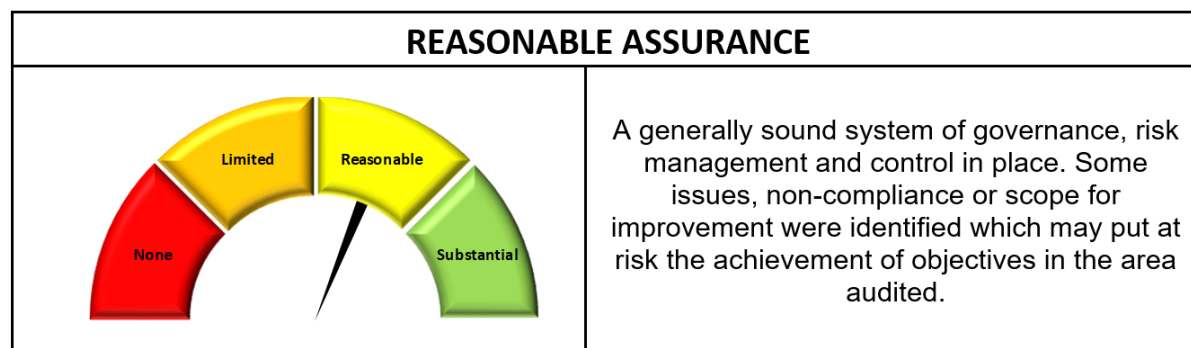 REASONABLE ASSURANCE
Limited
Reasonable
None
Substantial
A generally sound system of governance, risk
management and control in place. Some
issues, non-compliance or scope for
improvement were identified which may put at
risk the achievement of objectives in the area
audited.